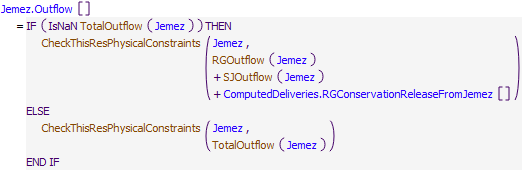 Jemez.Outflow []
= IF ( IsNaN TotalOutflow ( Jemez ) ) THEN
CheckThisResPhysicalConstraints ( Jemez ,
RGOutflow ( Jemez )
+ SJOutflow ( Jemez )
+ ComputedDeliveries.RGConservationReleaseFromJemez [] )
ELSE
CheckThisResPhysicalConstraints ( Jemez ,
TotalOutflow ( Jemez ) )
END IF